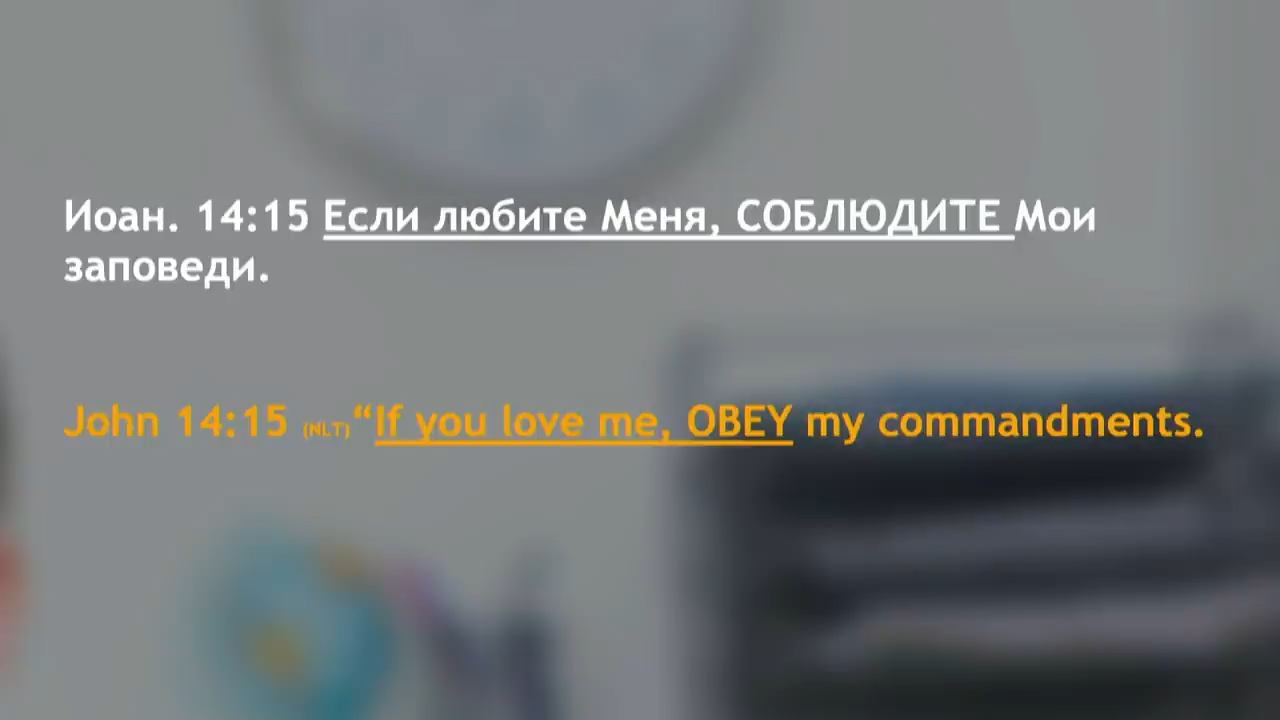 Иоан. 14:15 Если любите Меня, СОБЛЮДИТЕ Мои
заповеди.
John 14:15 (NLT) “If you love me, OBEY my commandments.